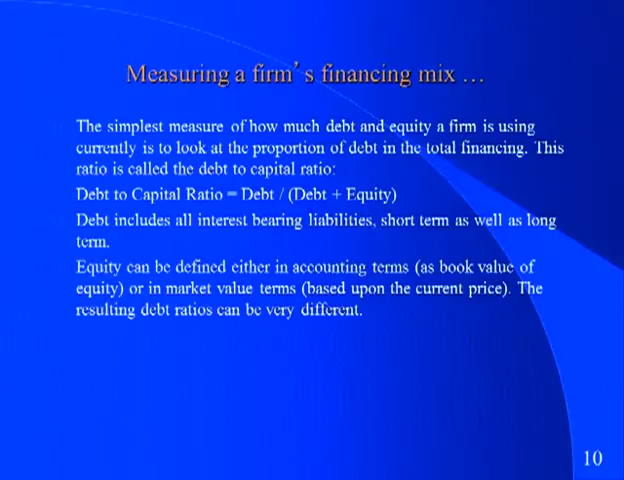 Measuring a firm's financing mix …
The simplest measure of how much debt and equity a firm is using
currently is to look at the proportion of debt in the total financing. This
ratio is called the debt to capital ratio:
Debt to Capital Ratio = Debt / (Debt + Equity)
Debt includes all interest bearing liabilities, short term as well as long
term.
Equity can be defined either in accounting terms (as book value of
equity) or in market value terms (based upon the current price). The
resulting debt ratios can be very different.
10